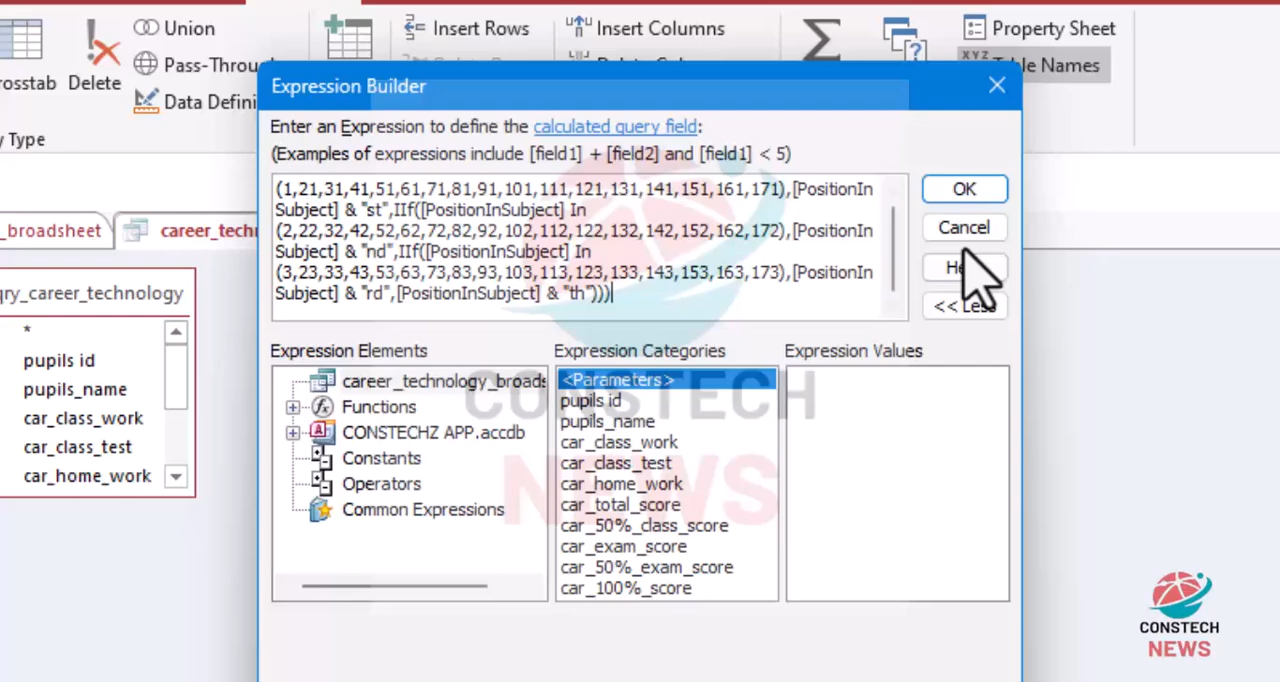 Union
Insert Rows
Insert Columns
Property Sheet
rosstab
Delete
Pass-Throu
Table Names
Data Defini
y Type
_broadsheet
career_tech
qry_career_technology
*
pupils id
pupils_name
car_class_work
car_class_test
car_home_work
Expression Builder
Enter an Expression to define the calculated query field:
(Examples of expressions include [field1] + [field2] and [field1] < 5)
(1,21,31,41,51,61,71,81,91,101,111,121,131,141,151,161,171),[PositionIn
Subject] & "st",IIf([PositionInSubject] In
(2,22,32,42,52,62,72,82,92,102,112,122,132,142,152,162,172),[PositionIn
Subject] & "nd",IIf([PositionInSubject] In
(3,23,33,43,53,63,73,83,93,103,113,123,133,143,153,163,173),[PositionIn
Subject] & "rd",[PositionInSubject] & "th")))
OK
Cancel
He
<< Less
Expression Elements
career_technology_broads
Functions
CONSTECHZ APP.accdb
Constants
Operators
Common Expressions
Expression Categories
<Parameters>
pupils id
pupils_name
car_class_work
car_class_test
car_home_work
car_total_score
car_50%_class_score
car_exam_score
car_50%_exam_score
car_100%_score
Expression Values
CONSTECH
NEWS
CONSTECH
NEWS